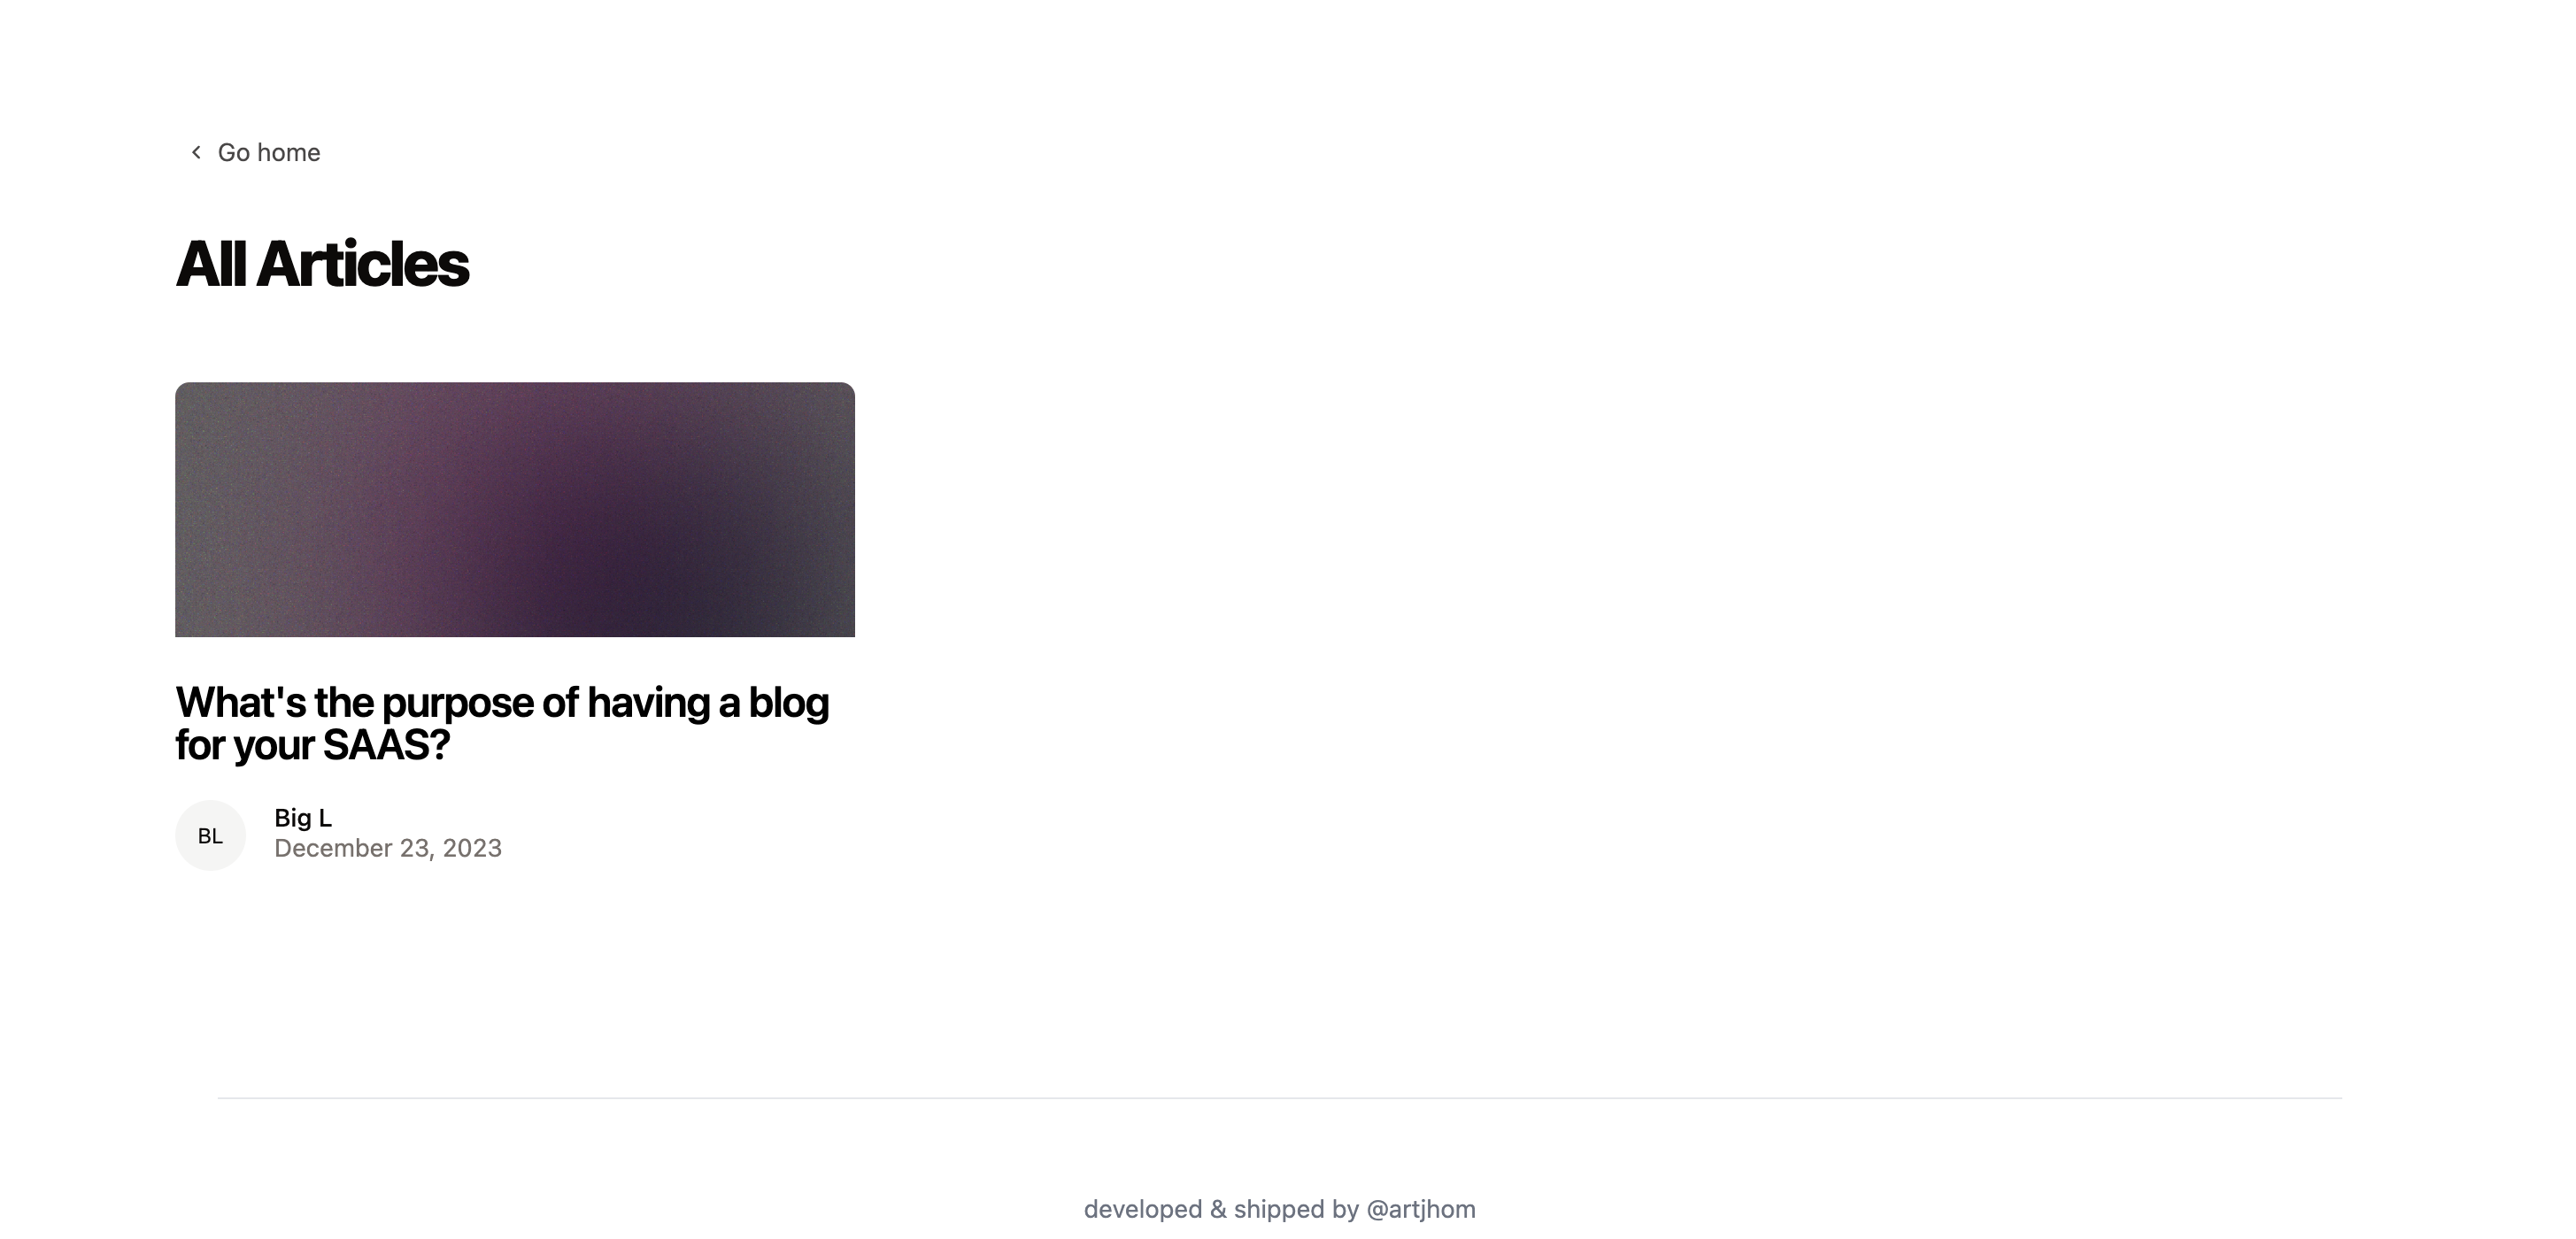 Go home
All Articles
What's the purpose of having a blog
for your SAAS?
BL
Big L
December 23, 2023
developed & shipped by @artjhom